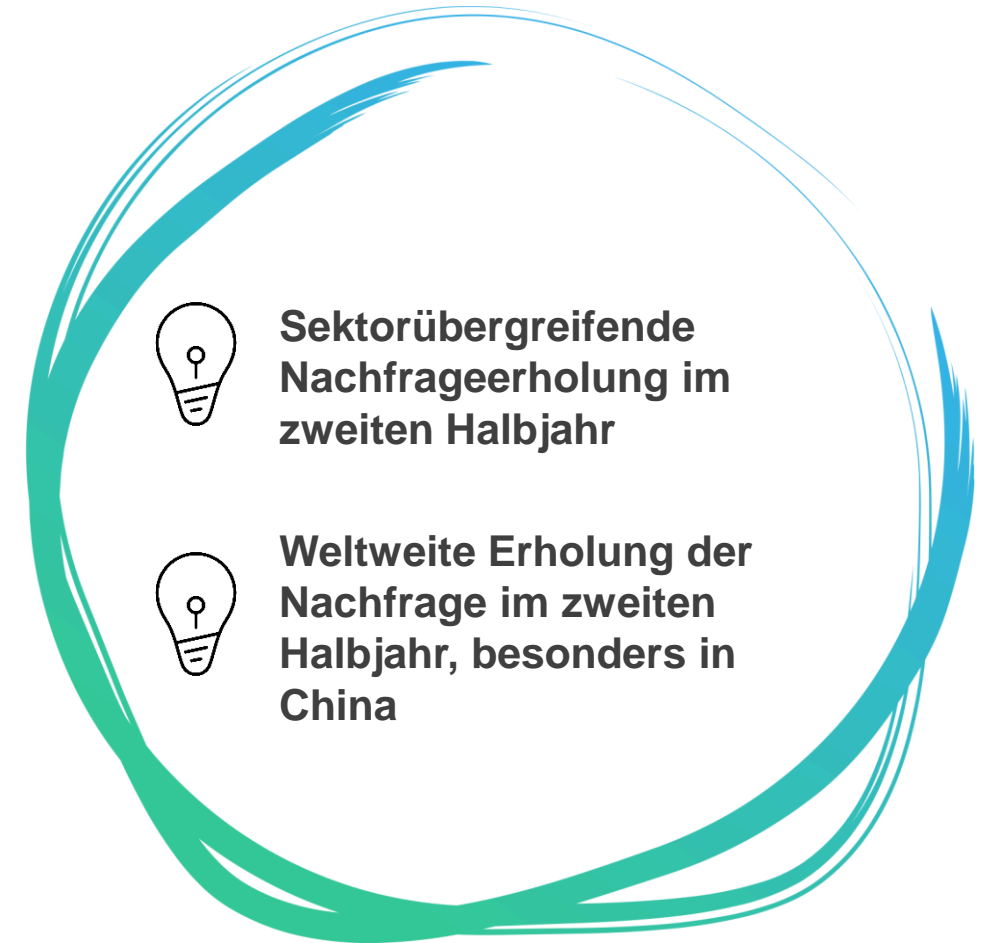 Sektorübergreifende
Nachfrageerholung im
zweiten Halbjahr
Weltweite Erholung der
Nachfrage im zweiten
Halbjahr, besonders in
China